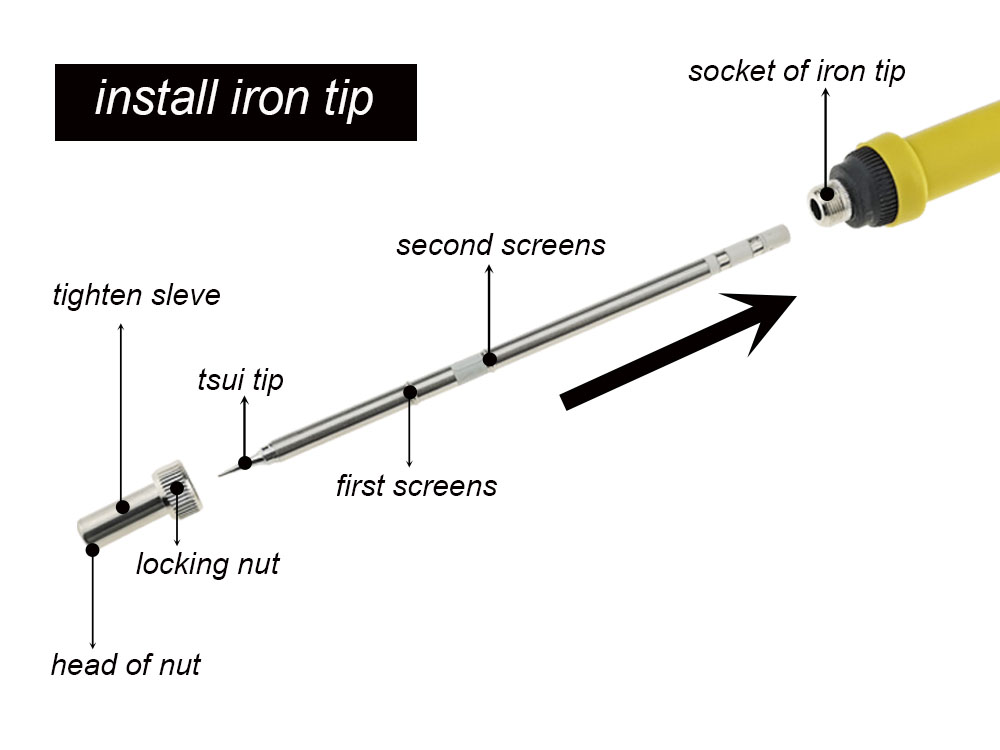 install iron tip
socket of iron tip
second screens
tighten sleve
tsui tip
first screens
locking nut
head of nut